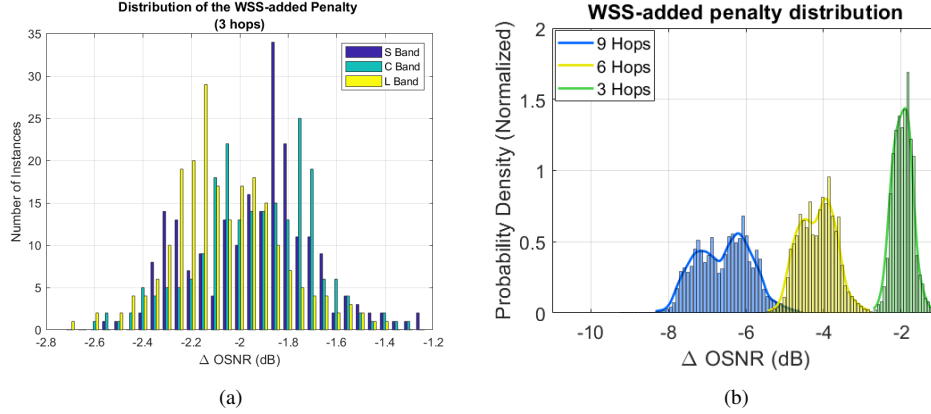 Distribution of the WSS-added Penalty
(3 hops)
35
30
25
20
15
10
5
0
Number of Instances
S Band
C Band
L Band
-2.8 -2.6 -2.4 -2.2 -2 -1.8 -1.6 -1.4 -1.2
Δ OSNR (dB)
(a)
WSS-added penalty distribution
2
1.5
1
0.5
0
Probability Density (Normalized)
9 Hops
6 Hops
3 Hops
-10 -8 -6 -4 -2
Δ OSNR (dB)
(b)